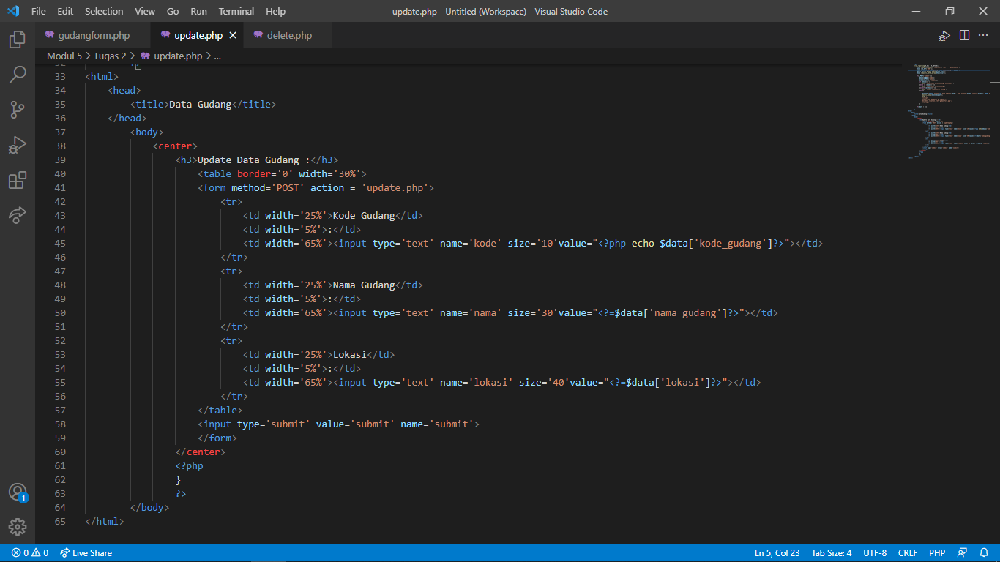 File Edit Selection View Go Run Terminal Help update.php - Untitled (Workspace) - Visual Studio Code
gudangform.php update.php delete.php
Modul 5 > Tugas 2 > update.php > ...
33 <html>
34 <head>
35 <title>Data Gudang</title>
36 </head>
37 <body>
38 <center>
39 <h3>Update Data Gudang :</h3>
40 <table border='0' width='30%'>
41 <form method='POST' action = 'update.php'>
42 <tr>
43 <td width='25%'>Kode Gudang</td>
44 <td width='5%'>:</td>
45 <td width='65%'><input type='text' name='kode' size='10'value="<?php echo $data['kode_gudang']?>"></td>
46 </tr>
47 <tr>
48 <td width='25%'>Nama Gudang</td>
49 <td width='5%'>:</td>
50 <td width='65%'><input type='text' name='nama' size='30'value="<?=$data['nama_gudang']?>"></td>
51 </tr>
52 <tr>
53 <td width='25%'>Lokasi</td>
54 <td width='5%'>:</td>
55 <td width='65%'><input type='text' name='lokasi' size='40'value="<?=$data['lokasi']?>"></td>
56 </tr>
57 </table>
58 <input type='submit' value='submit' name='submit'>
59 </form>
60 </center>
61 <?php
62 }
63 ?>
64 </body>
65 </html>
1
0 0 Live Share Ln 5, Col 23 Tab Size: 4 UTF-8 CRLF PHP